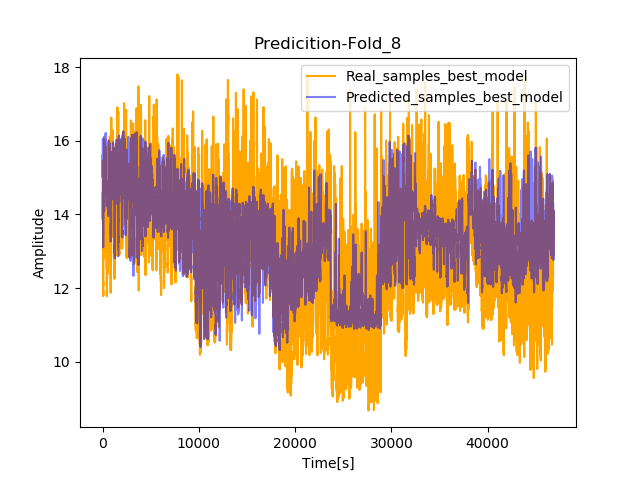 Predicition-Fold_8
Real_samples_best_model
Predicted_samples_best_model
18
16
14
12
10
Amplitude
0
10000
20000
30000
40000
Time[s]